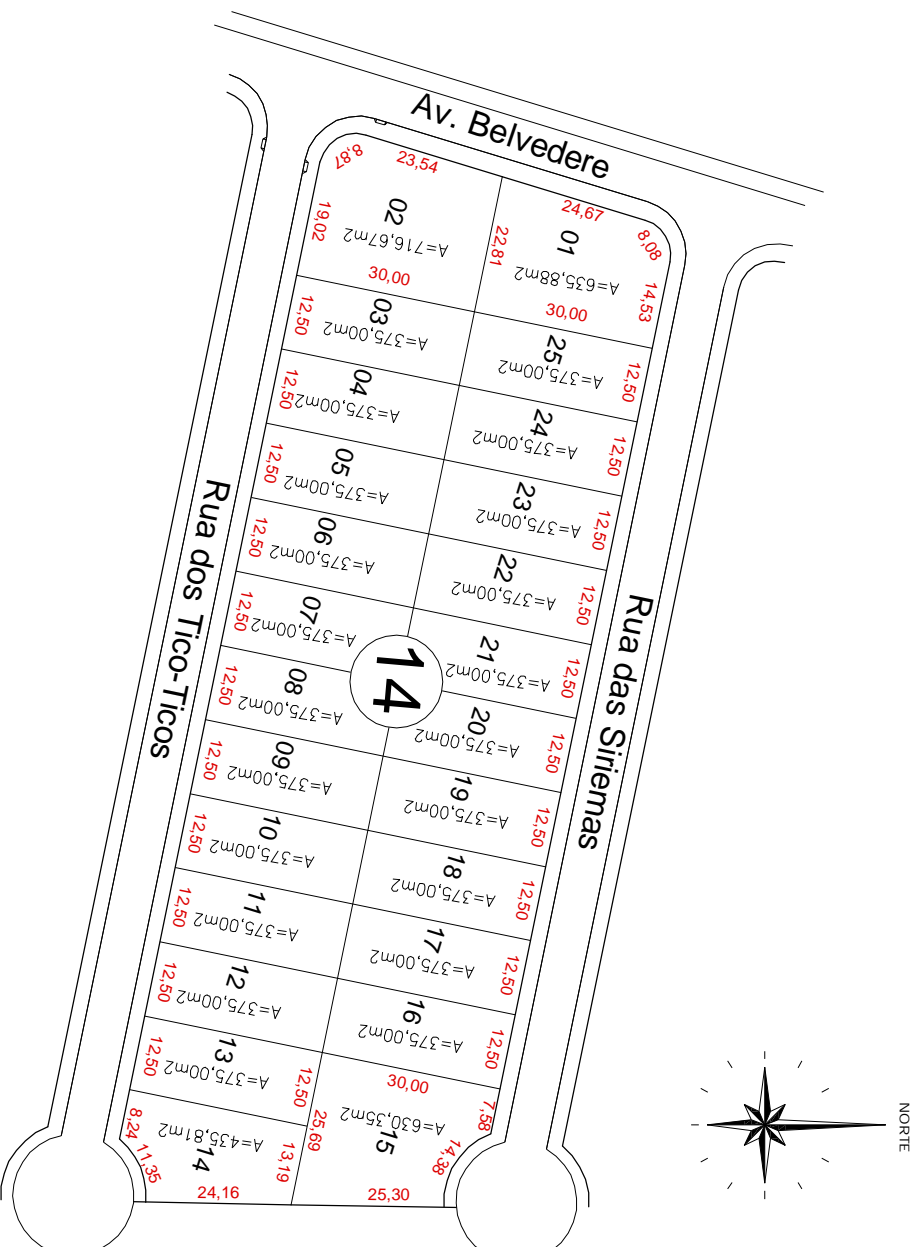 Av. Belvedere
8,87
23,54
02
A=716,67m2
19,02
30,00
24,67
8,08
01
A=635,88m2
22,81
14,53
30,00
03
A=375,00m2
12,50
25
A=375,00m2
12,50
04
A=375,00m2
12,50
24
A=375,00m2
12,50
05
A=375,00m2
12,50
23
A=375,00m2
12,50
06
A=375,00m2
12,50
22
A=375,00m2
12,50
07
A=375,00m2
12,50
21
A=375,00m2
12,50
14
08
A=375,00m2
12,50
20
A=375,00m2
12,50
09
A=375,00m2
12,50
19
A=375,00m2
12,50
10
A=375,00m2
12,50
18
A=375,00m2
12,50
11
A=375,00m2
12,50
17
A=375,00m2
12,50
12
A=375,00m2
12,50
16
A=375,00m2
12,50
13
A=375,00m2
12,50
12,50
30,00
15
A=630,35m2
7,58
14,38
25,69
25,30
14
A=435,81m2
8,24
11,35
13,19
24,16
Rua dos Tico-Ticos
Rua das Siriemas
NORTE